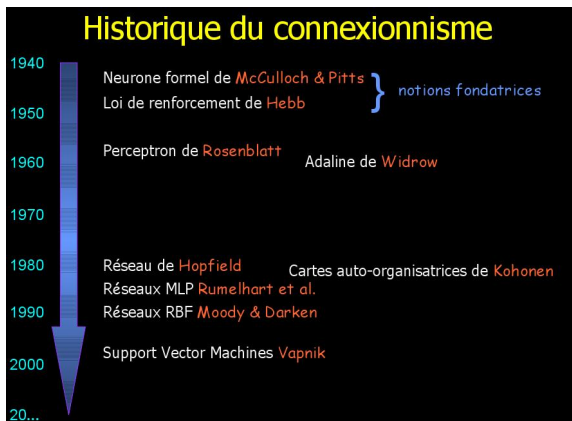 Historique du connexionnisme
1940
Neurone formel de McCulloch & Pitts
Loi de renforcement de Hebb
} notions fondatrices
1950
Perceptron de Rosenblatt
Adaline de Widrow
1960
1970
1980
Réseau de Hopfield
Cartes auto-organisatrices de Kohonen
Réseaux MLP Rumelhart et al.
1990
Réseaux RBF Moody & Darken
Support Vector Machines Vapnik
2000
20...